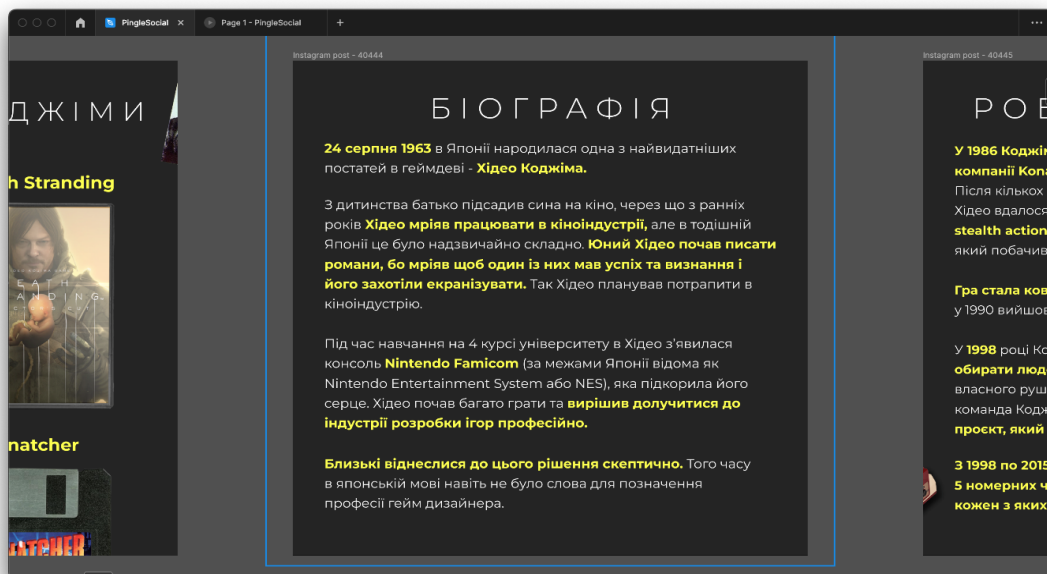 PingleSocial
Page 1 - PingleSocial
Instagram post - 40444
Instagram post - 40445
ДЖІМИ
h Stranding
DEATH
STRANDING
natcher
БІОГРАФІЯ
24 серпня 1963 в Японії народилася одна з найвидатніших
постатей в геймдеві - Хідео Коджіма.
З дитинства батько підсадив сина на кіно, через що з ранніх
років Хідео мріяв працювати в кіноіндустрії, але в тодішній
Японії це було надзвичайно складно. Юний Хідео почав писати
романи, бо мріяв щоб один із них мав успіх та визнання і
його захотіли екранізувати. Так Хідео планував потрапити в
кіноіндустрію.
Під час навчання на 4 курсі університету в Хідео з’явилася
консоль Nintendo Famicom (за межами Японії відома як
Nintendo Entertainment System або NES), яка підкорила його
серце. Хідео почав багато грати та вирішив долучитися до
індустрії розробки ігор професійно.
Близькі віднеслися до цього рішення скептично. Того часу
в японській мові навіть не було слова для позначення
професії гейм дизайнера.
РО
У 1986 Коджі
компанії Kon
Після кількох
Хідео вдалося
stealth action
який побачив
Гра стала ков
у 1990 вийшов
У 1998 році Ко
обирати люд
власного руш
команда Кодж
проєкт, який
З 1998 по 2015
5 номерних ч
кожен з яких